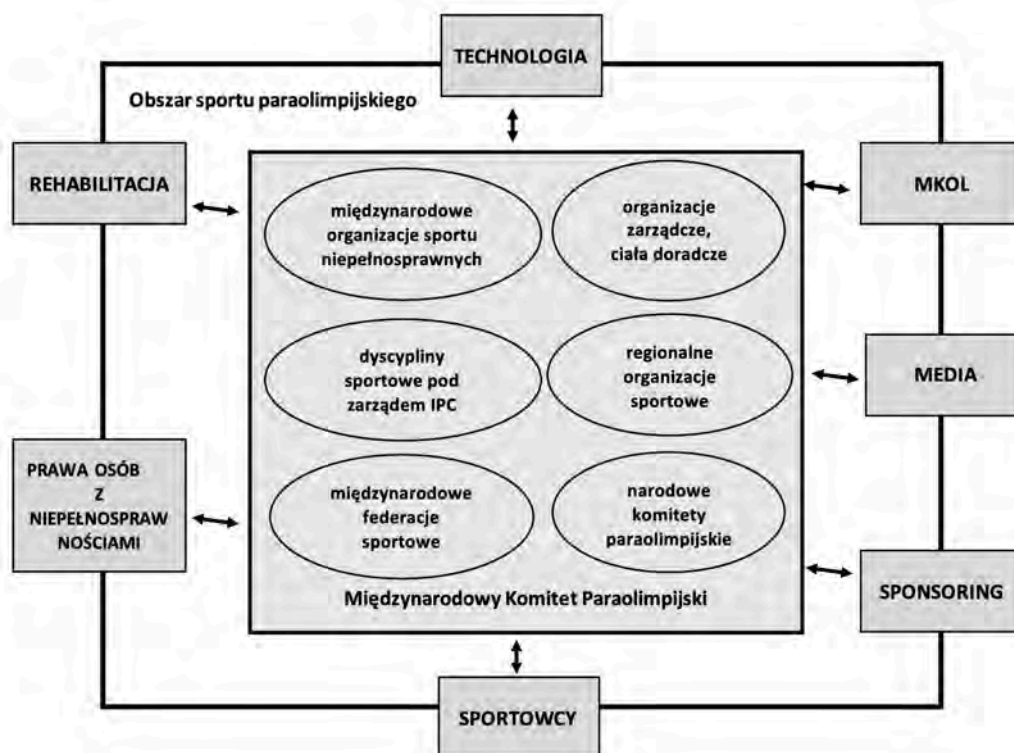 TECHNOLOGIA
Obszar sportu paraolimpijskiego
REHABILITACJA
MKOL
międzynarodowe
organizacje sportu
niepełnosprawnych
organizacje
zarządcze,
ciała doradcze
dyscypliny
sportowe pod
zarządem IPC
regionalne
organizacje
sportowe
MEDIA
PRAWA OSÓB
Z
NIEPEŁNOSPRAW
NOŚCIAMI
międzynarodowe
federacje
sportowe
narodowe
komitety
paraolimpijskie
SPONSORING
Międzynarodowy Komitet Paraolimpijski
SPORTOWCY